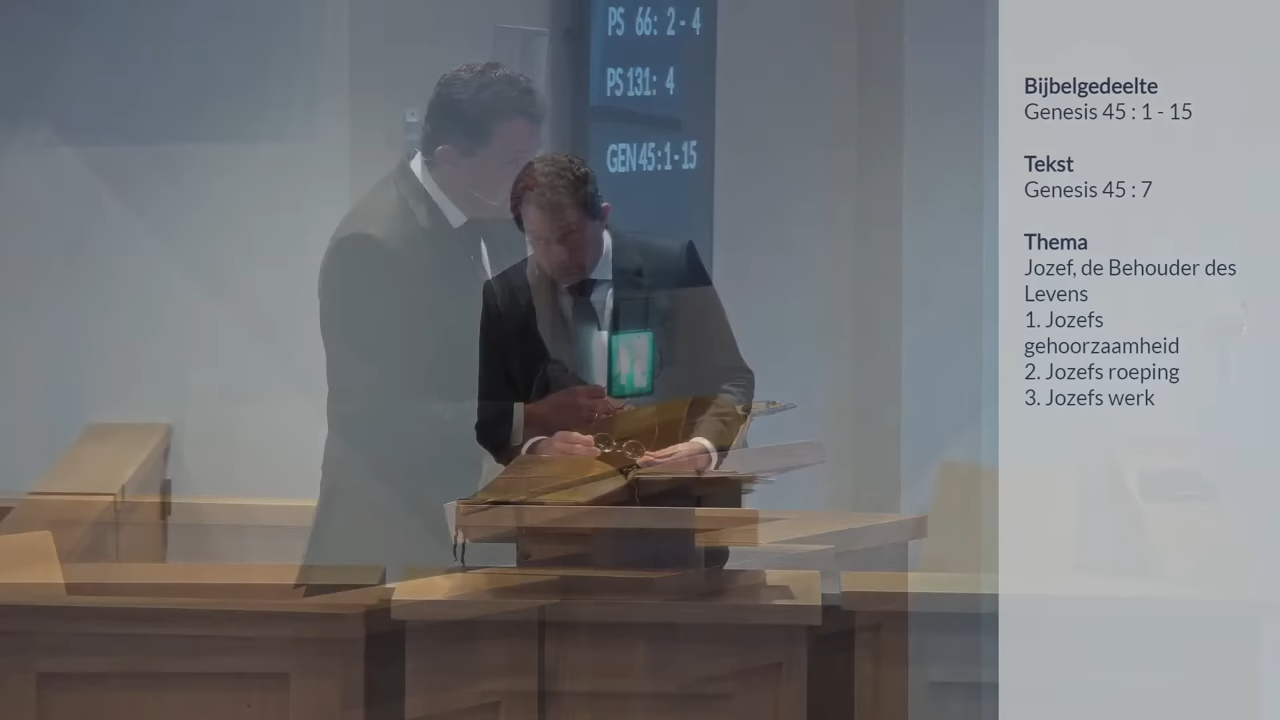 PS 66: 2 - 4
PS 131: 4
GEN 45: 1 - 15
Bijbelgedeelte
Genesis 45 : 1 - 15
Tekst
Genesis 45 : 7
Thema
Jozef, de Behouder des
Levens
1. Jozefs
gehoorzaamheid
2. Jozefs roeping
3. Jozefs werk